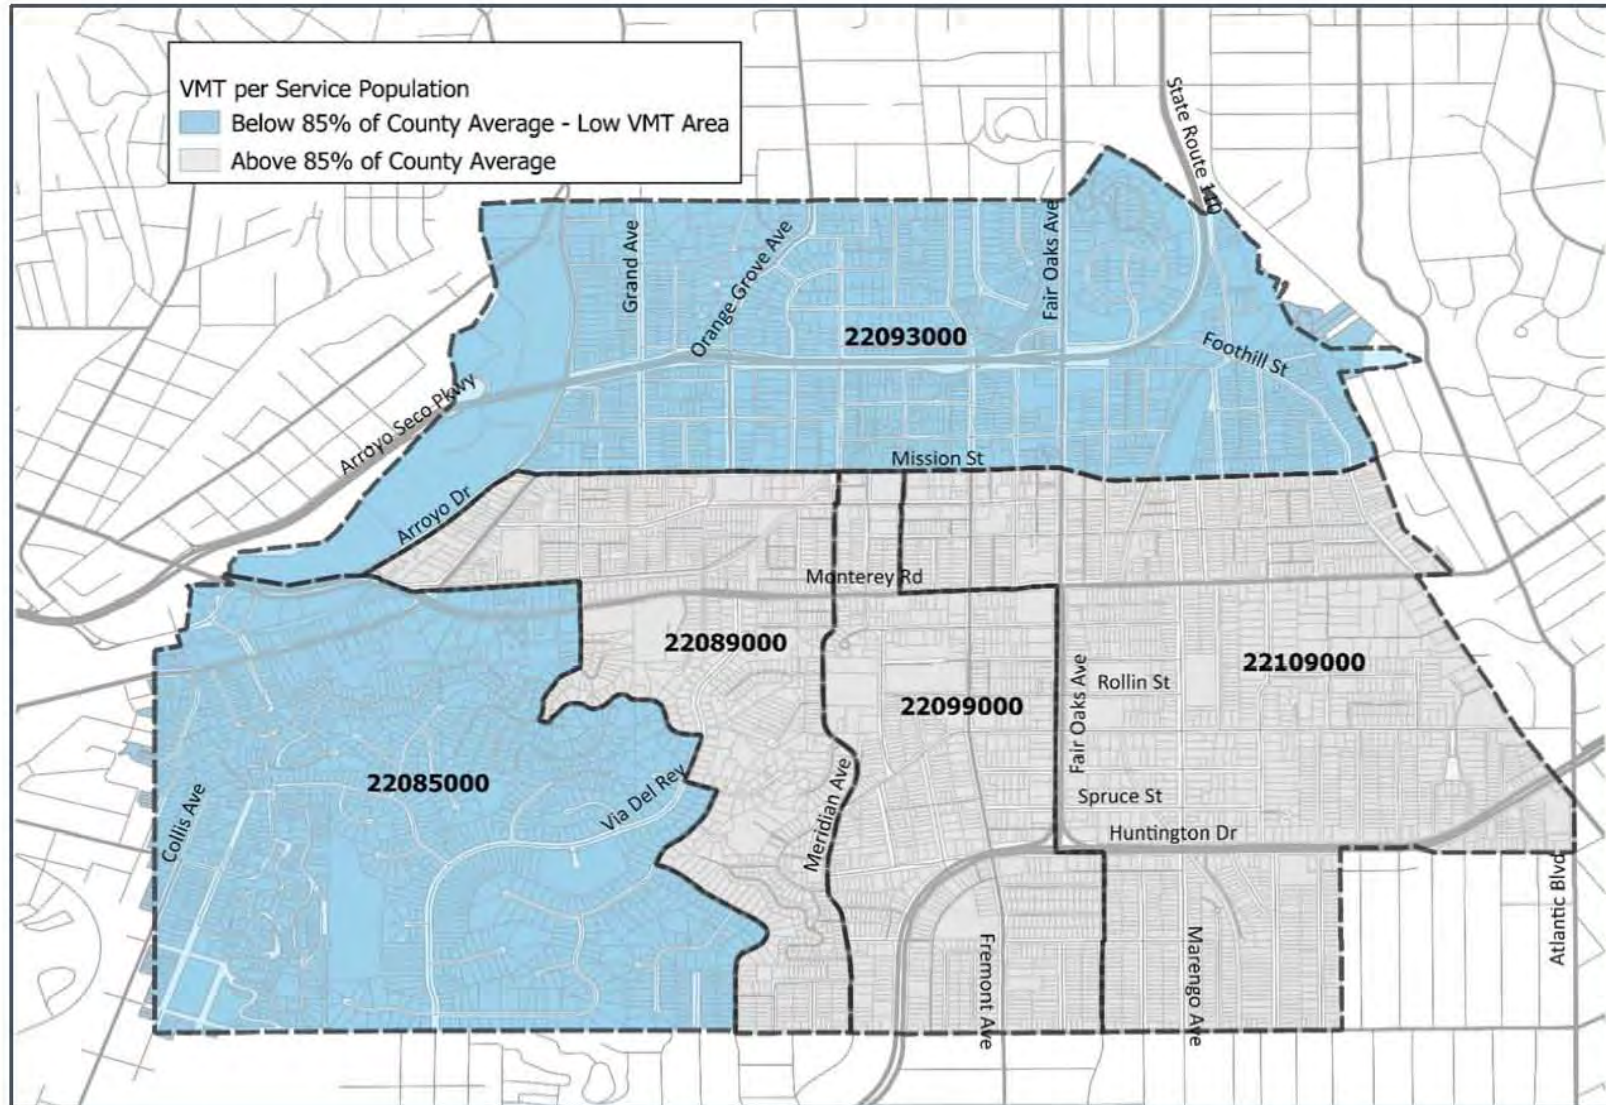 VMT per Service Population
Below 85% of County Average - Low VMT Area
Above 85% of County Average
State Route 110
Grand Ave
Orange Grove Ave
Fair Oaks Ave
22093000
Foothill St
Arroyo Seco Pkwy
Mission St
Arroyo Dr
Monterey Rd
22089000
22109000
Rollin St
22099000
Fair Oaks Ave
22085000
Via Del Rey
Collis Ave
Meridian Ave
Spruce St
Huntington Dr
Atlantic Blvd
Fremont Ave
Marengo Ave